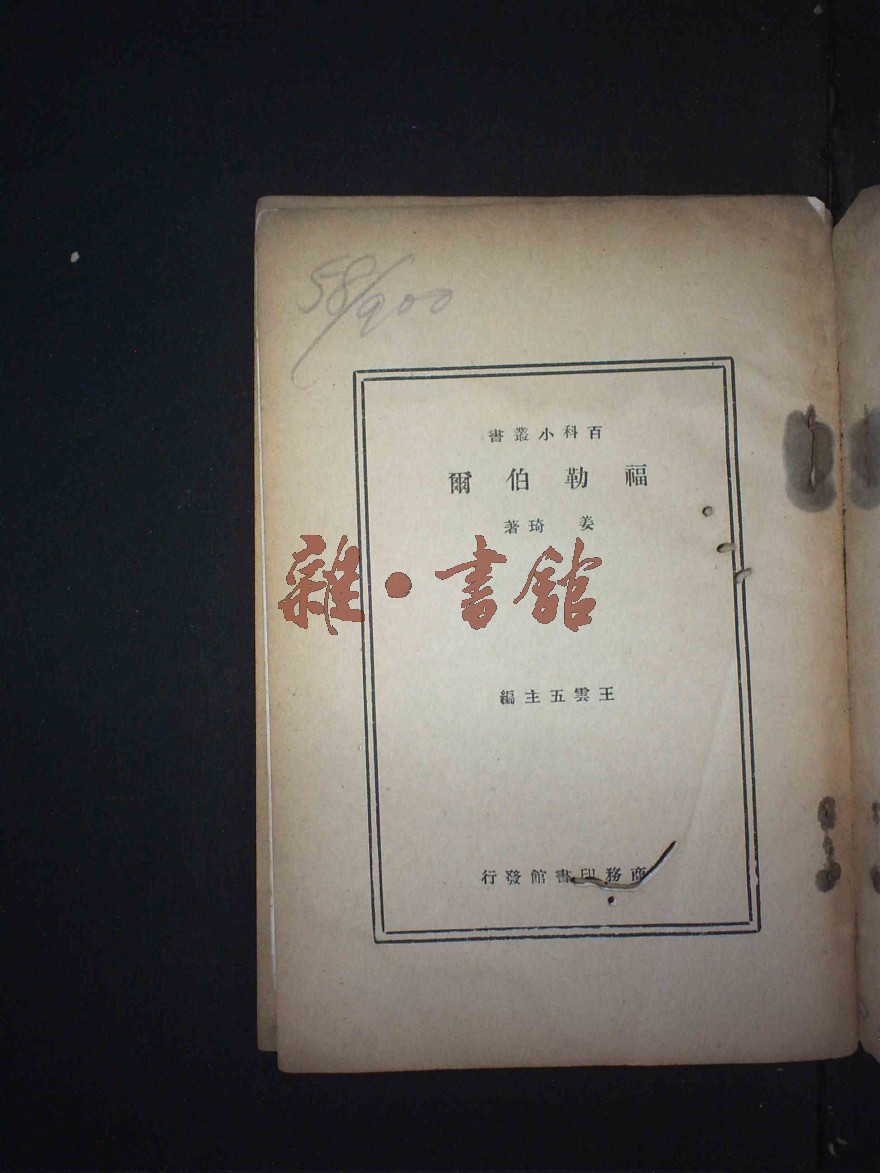 58/900
百科小叢書
福勒伯爾
姜琦著
雜·書館
王雲五主編
商務印書館發行